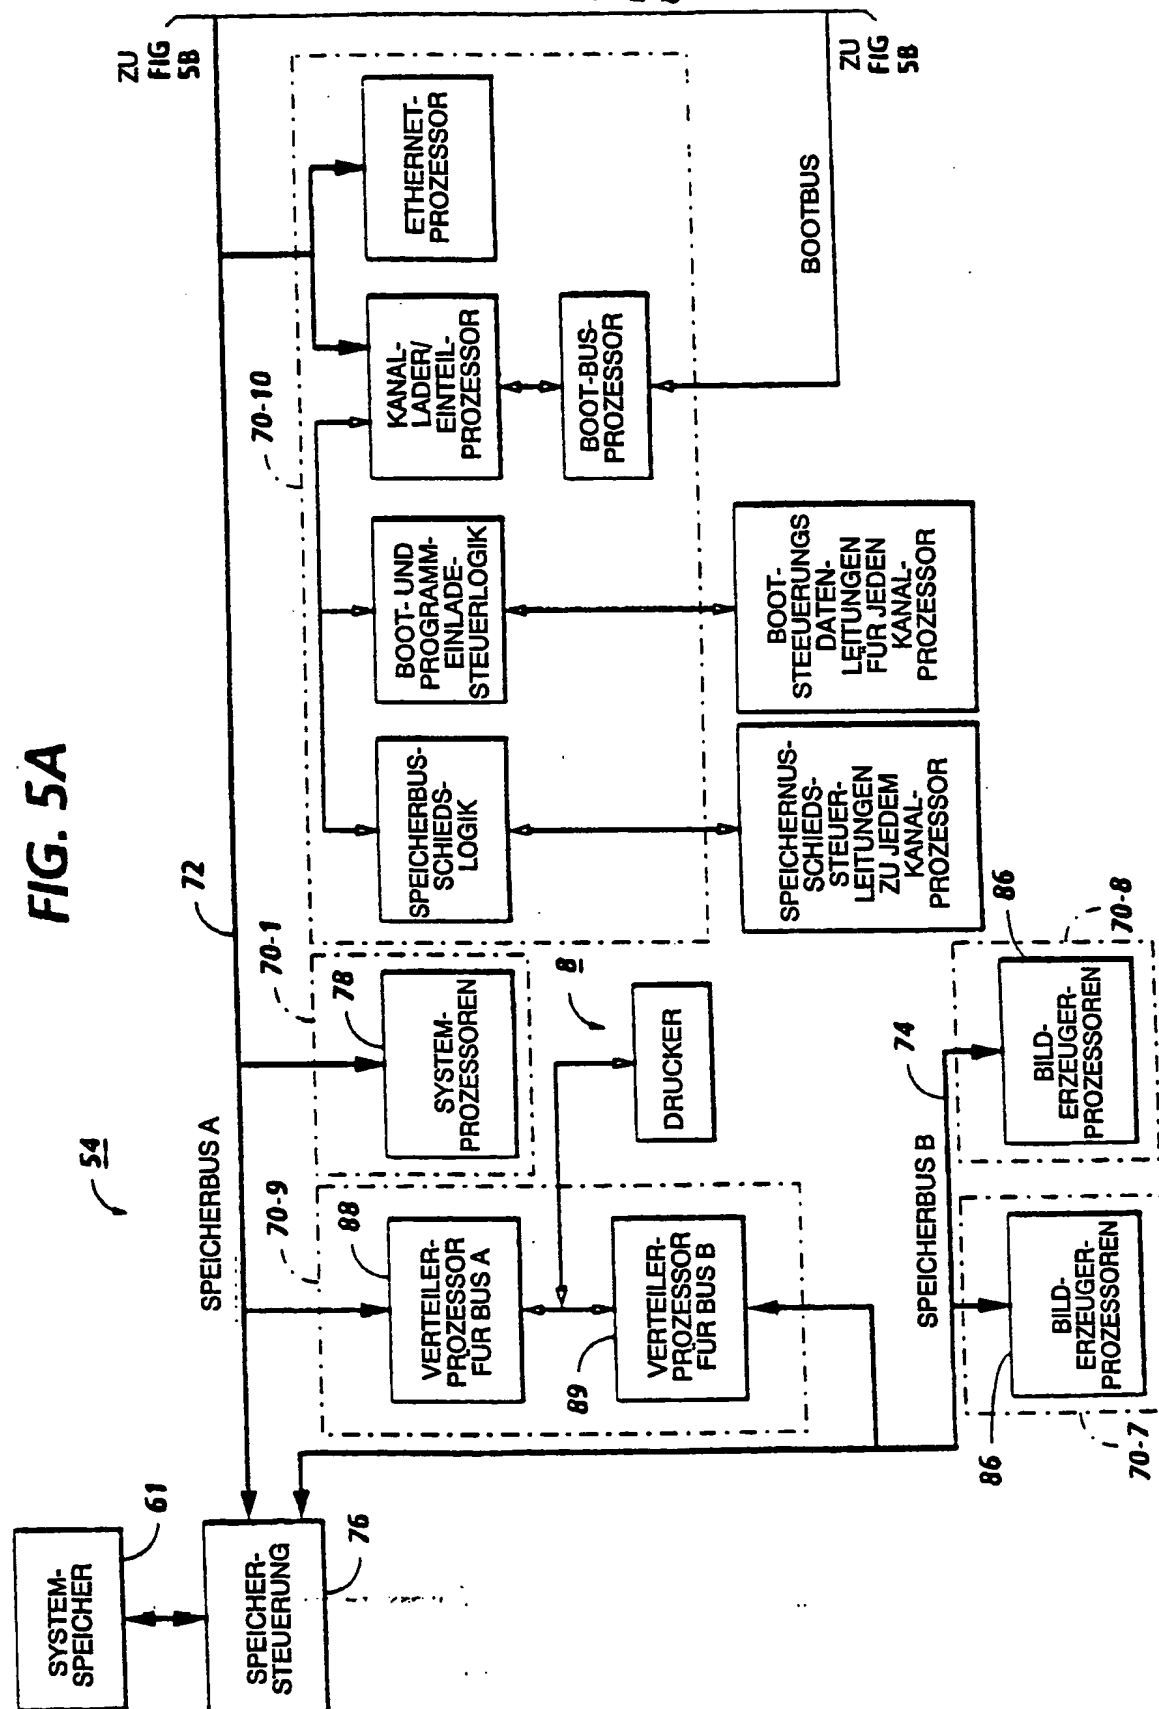 FIG. 5A
54
SYSTEM-
SPEICHER
61
SPEICHER-
STEUERUNG
76
SPEICHERBUS A
72
ZU
FIG
5B
70-9
88
VERTEILER-
PROZESSOR
FÜR BUS A
89
VERTEILER-
PROZESSOR
FÜR BUS B
70-1
78
SYSTEM-
PROZESSOREN
8
DRUCKER
70-10
SPEICHERBUS-
SCHIEDS-
LOGIK
BOOT- UND
PROGRAMM-
EINLADE-
STEUERLOGIK
KANAL-
LADER/
EINTEIL-
PROZESSOR
ETHERNET-
PROZESSOR
BOOT-BUS-
PROZESSOR
BOOTBUS
ZU
FIG
5B
SPEICHERNUS-
SCHIEDS-
STEUER-
LEITUNGEN
ZU JEDEM
KANAL-
PROZESSOR
BOOT-
STEEUERUNGS
DATEN-
LEITUNGEN
FÜR JEDEN
KANAL-
PROZESSOR
SPEICHERBUS B
74
86
BILD-
ERZEUGER-
PROZESSOREN
70-7
86
BILD-
ERZEUGER-
PROZESSOREN
70-8